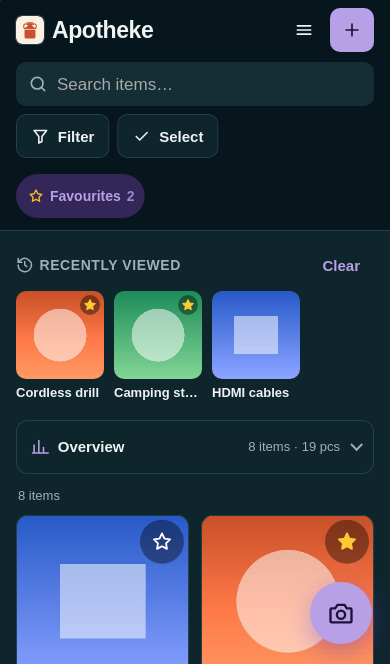 Apotheke
Search items…
Filter
Select
Favourites 2
RECENTLY VIEWED
Clear
Cordless drill
Camping st…
HDMI cables
Overview
8 items · 19 pcs
8 items